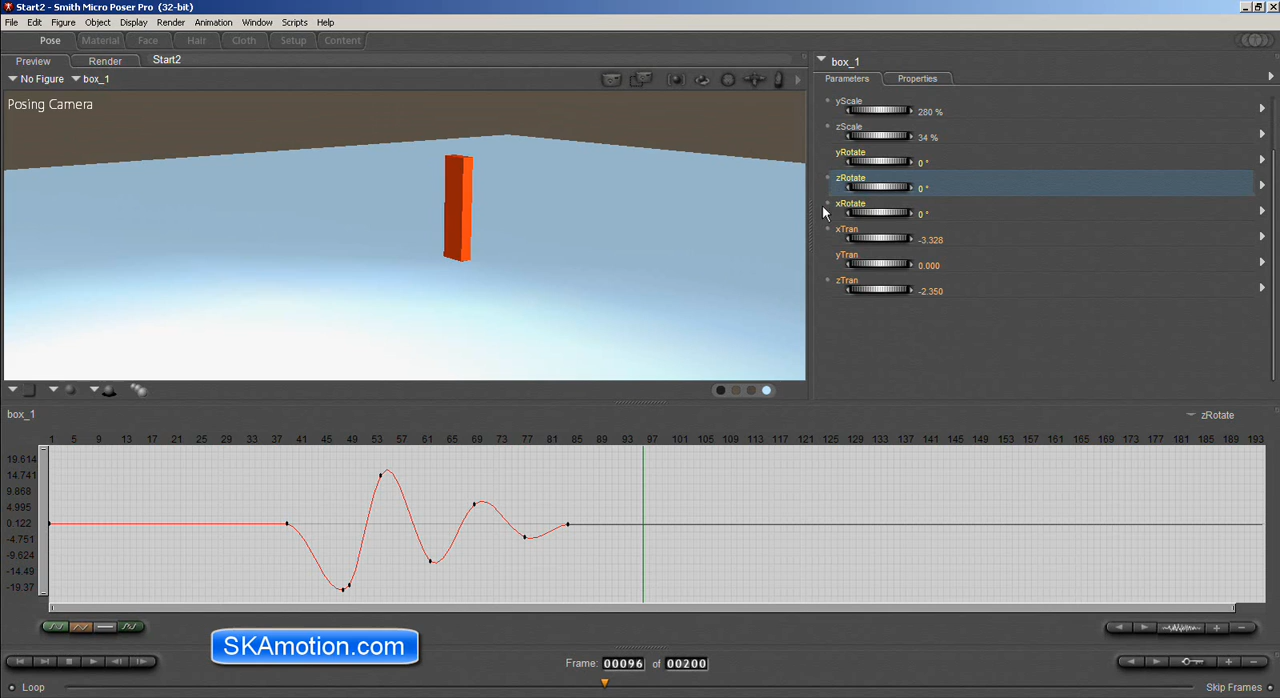 Start2 - Smith Micro Poser Pro (32-bit)
File Edit Figure Object Display Render Animation Window Scripts Help
Pose Material Face Hair Cloth Setup Content
Preview Render Start2
No Figure box_1
Posing Camera
box_1
Parameters Properties
yScale
280 %
zScale
34 %
yRotate
0 °
zRotate
0 °
xRotate
0 °
xTran
-3.328
yTran
0.000
zTran
-2.350
box_1 zRotate
1 5 9 13 17 21 25 29 33 37 41 45 49 53 57 61 65 69 73 77 81 85 89 93 97 101 105 109 113 117 121 125 129 133 137 141 145 149 153 157 161 165 169 173 177 181 185 189 193
19.614
14.741
9.868
4.995
0.122
-4.751
-9.624
-14.49
-19.37
SKAmotion.com
Frame: 00096 of 00200
Loop Skip Frames